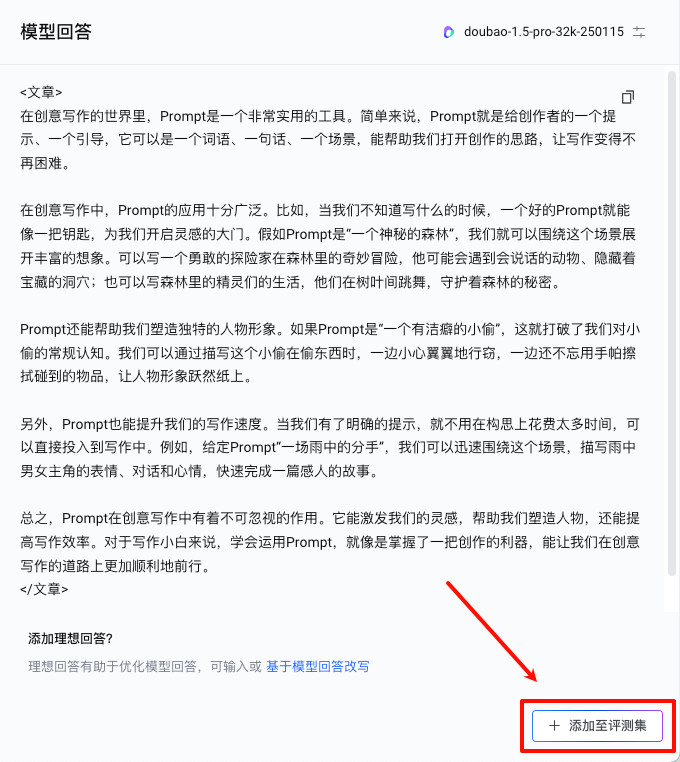 模型回答
doubao-1.5-pro-32k-250115
<文章>
在创意写作的世界里，Prompt是一个非常实用的工具。简单来说，Prompt就是给创作者的一个提
示、一个引导，它可以是一个词语、一句话、一个场景，能帮助我们打开创作的思路，让写作变得不
再困难。
在创意写作中，Prompt的应用十分广泛。比如，当我们不知道写什么的时候，一个好的Prompt就能
像一把钥匙，为我们开启灵感的大门。假如Prompt是“一个神秘的森林”，我们就可以围绕这个场景展
开丰富的想象。可以写一个勇敢的探险家在森林里的奇妙冒险，他可能会遇到会说话的动物、隐藏着
宝藏的洞穴；也可以写森林里的精灵们的生活，他们在树叶间跳舞，守护着森林的秘密。
Prompt还能帮助我们塑造独特的人物形象。如果Prompt是“一个有洁癖的小偷”，这就打破了我们对小
偷的常规认知。我们可以通过描写这个小偷在偷东西时，一边小心翼翼地行窃，一边还不忘用手帕擦
拭碰到的物品，让人物形象跃然纸上。
另外，Prompt也能提升我们的写作速度。当我们有了明确的提示，就不用在构思上花费太多时间，可
以直接投入到写作中。例如，给定Prompt“一场雨中的分手”，我们可以迅速围绕这个场景，描写雨中
男女主角的表情、对话和心情，快速完成一篇感人的故事。
总之，Prompt在创意写作中有着不可忽视的作用。它能激发我们的灵感，帮助我们塑造人物，还能提
高写作效率。对于写作小白来说，学会运用Prompt，就像是掌握了一把创作的利器，能让我们在创意
写作的道路上更加顺利地前行。
</文章>
添加理想回答?
理想回答有助于优化模型回答，可输入或 基于模型回答改写
添加至评测集